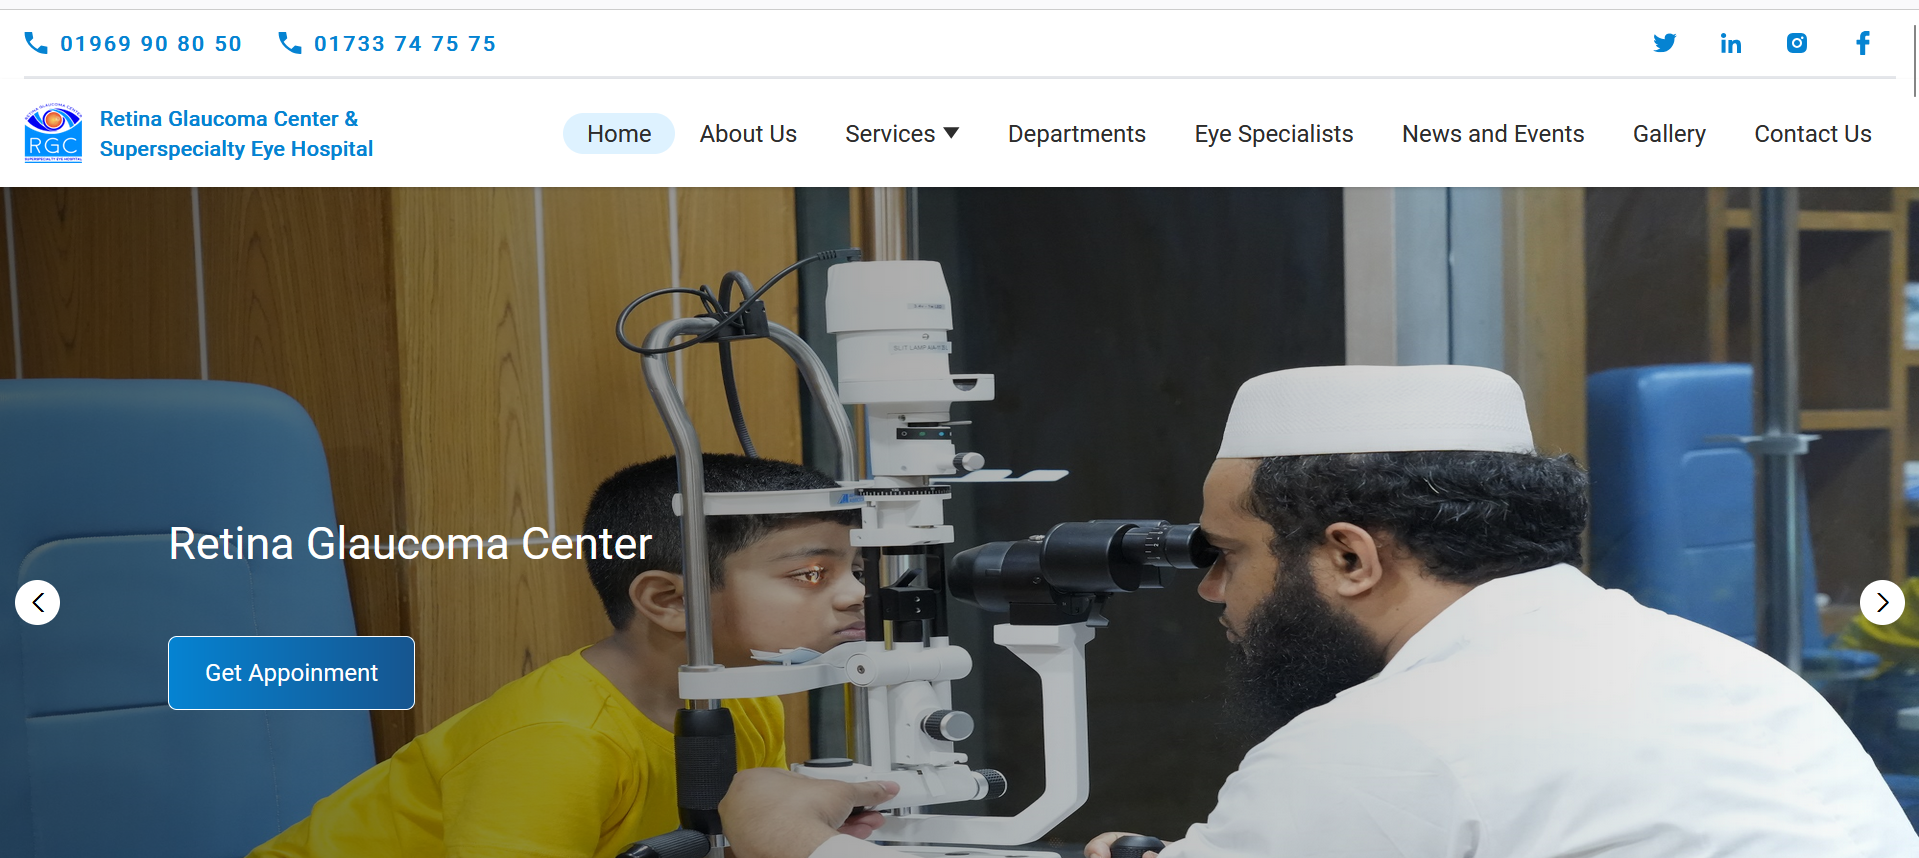 01969 90 80 50
01733 74 75 75
RGC
Retina Glaucoma Center &
Superspecialty Eye Hospital
Home
About Us
Services
Departments
Eye Specialists
News and Events
Gallery
Contact Us
Retina Glaucoma Center
Get Appoinment